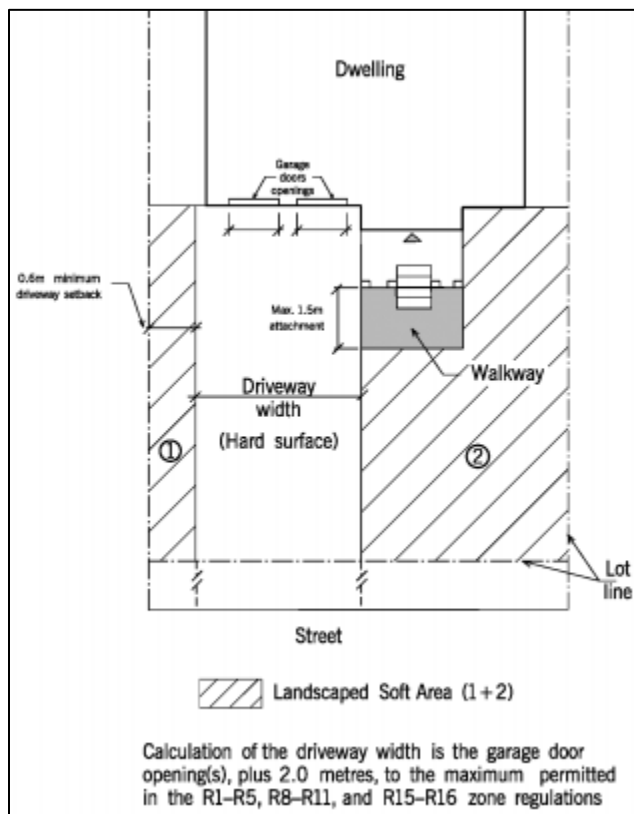 Dwelling
Garage
doors
openings
0.6m minimum
driveway setback
Max. 1.5m
attachment
Walkway
Driveway
width
(Hard surface)
①
②
Lot
line
Street
Landscaped Soft Area (1+2)
Calculation of the driveway width is the garage door
opening(s), plus 2.0 metres, to the maximum permitted
in the R1-R5, R8-R11, and R15-R16 zone regulations